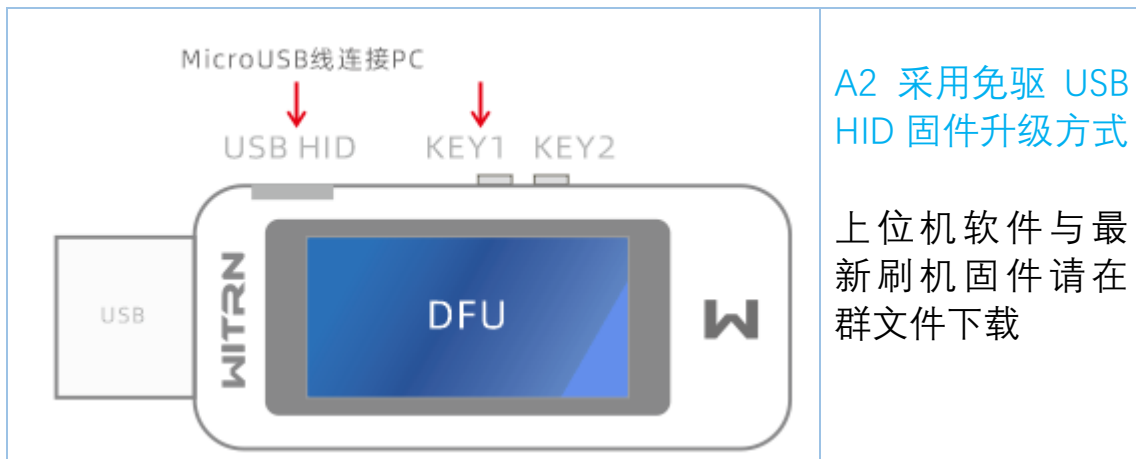 MicroUSB线连接PC
USB HID
KEY1
KEY2
USB
WITRN
DFU
A2 采用免驱 USB
HID 固件升级方式
上位机软件与最
新刷机固件请在
群文件下载